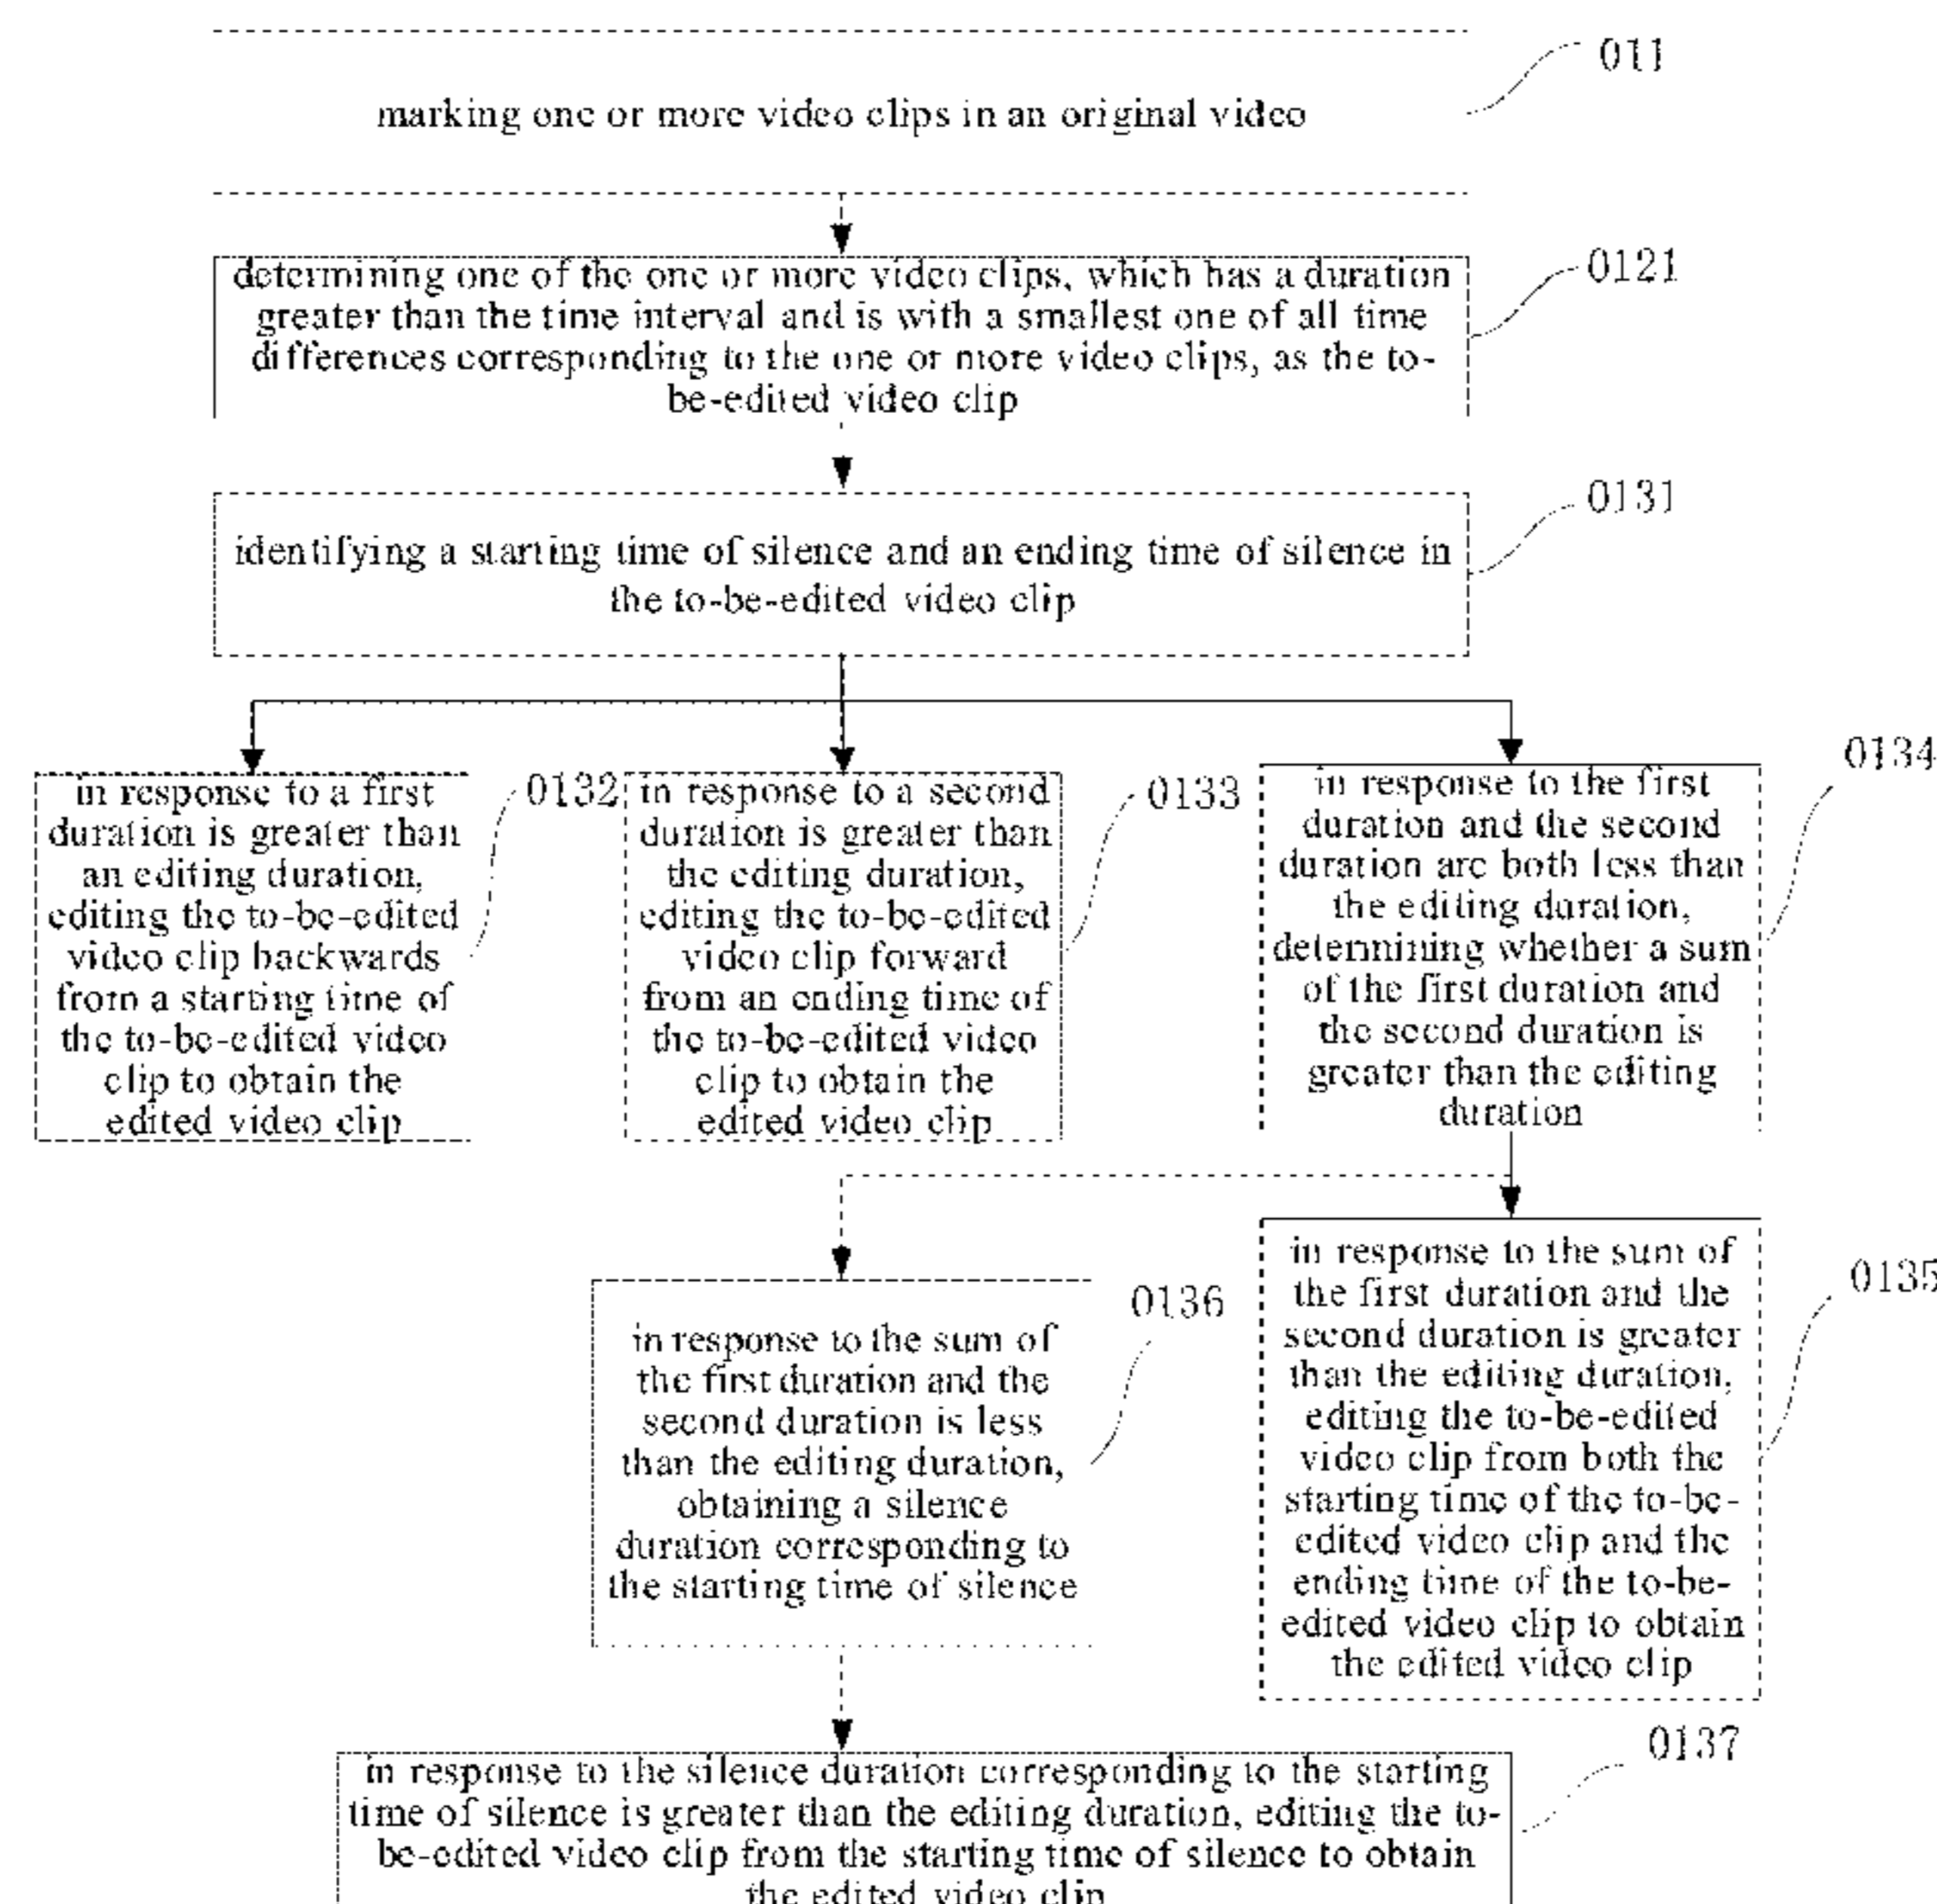 011
marking one or more video clips in an original video
0121
determining one of the one or more video clips, which has a duration
greater than the time interval and is with a smallest one of all time
differences corresponding to the one or more video clips, as the to-
be-edited video clip
0131
identifying a starting time of silence and an ending time of silence in
the to-be-edited video clip
0132
in response to a first
duration is greater than
an editing duration,
editing the to-be-edited
video clip backwards
from a starting time of
the to-be-edited video
clip to obtain the
edited video clip
0133
in response to a second
duration is greater than
the editing duration,
editing the to-be-edited
video clip forward
from an ending time of
the to-be-edited video
clip to obtain the
edited video clip
0134
in response to the first
duration and the second
duration are both less than
the editing duration,
determining whether a sum
of the first duration and
the second duration is
greater than the editing
duration
0135
in response to the sum of
the first duration and the
second duration is greater
than the editing duration,
editing the to-be-edited
video clip from both the
starting time of the to-be-
edited video clip and the
ending time of the to-be-
edited video clip to obtain
the edited video clip
0136
in response to the sum of
the first duration and the
second duration is less
than the editing duration,
obtaining a silence
duration corresponding to
the starting time of silence
0137
in response to the silence duration corresponding to the starting
time of silence is greater than the editing duration, editing the to-
be-edited video clip from the starting time of silence to obtain
the edited video clip